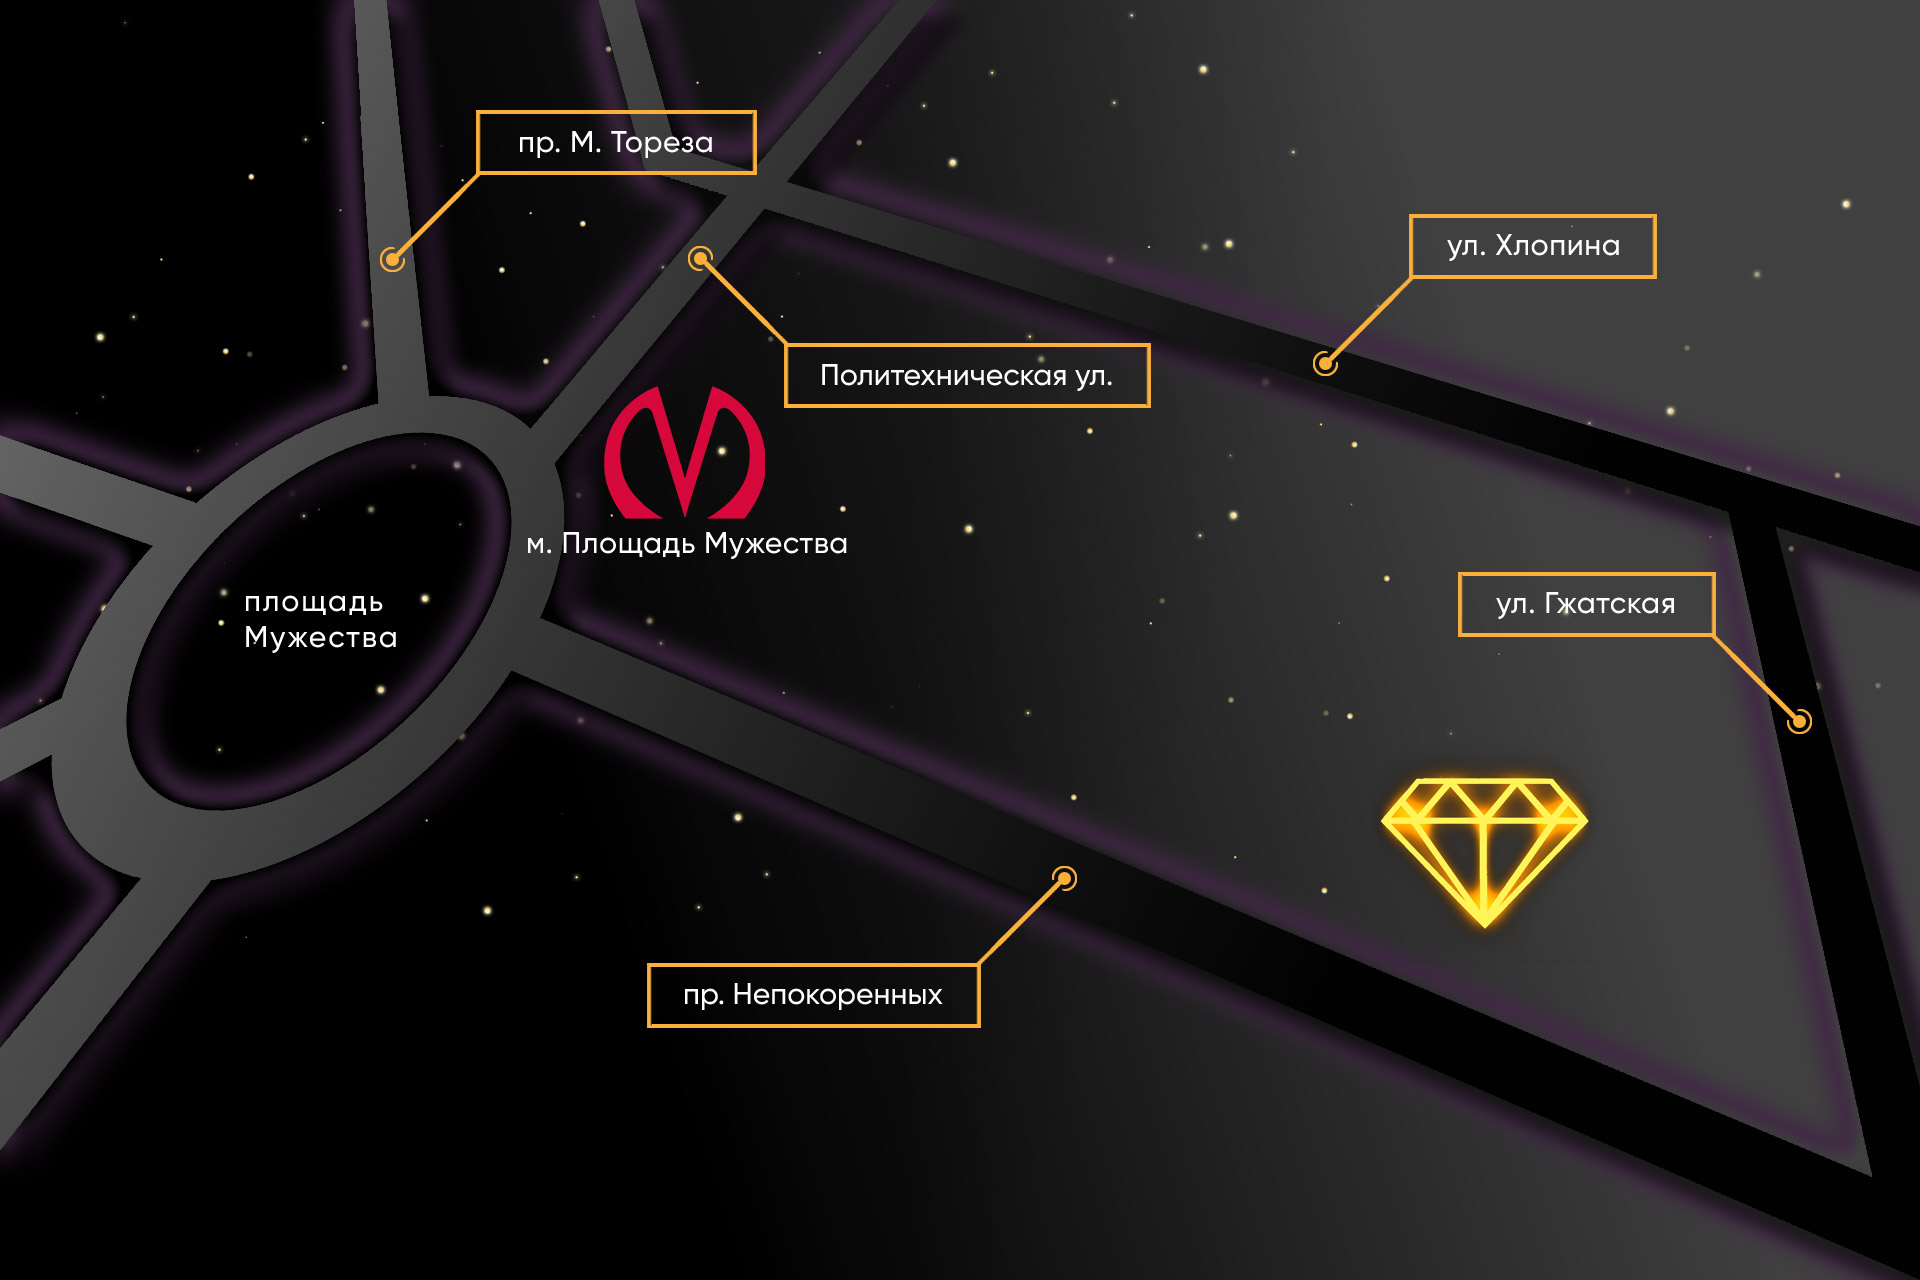 пр. М. Тореза
ул. Хлопина
Политехническая ул.
м. Площадь Мужества
площадь
Мужества
ул. Гжатская
пр. Непокоренных